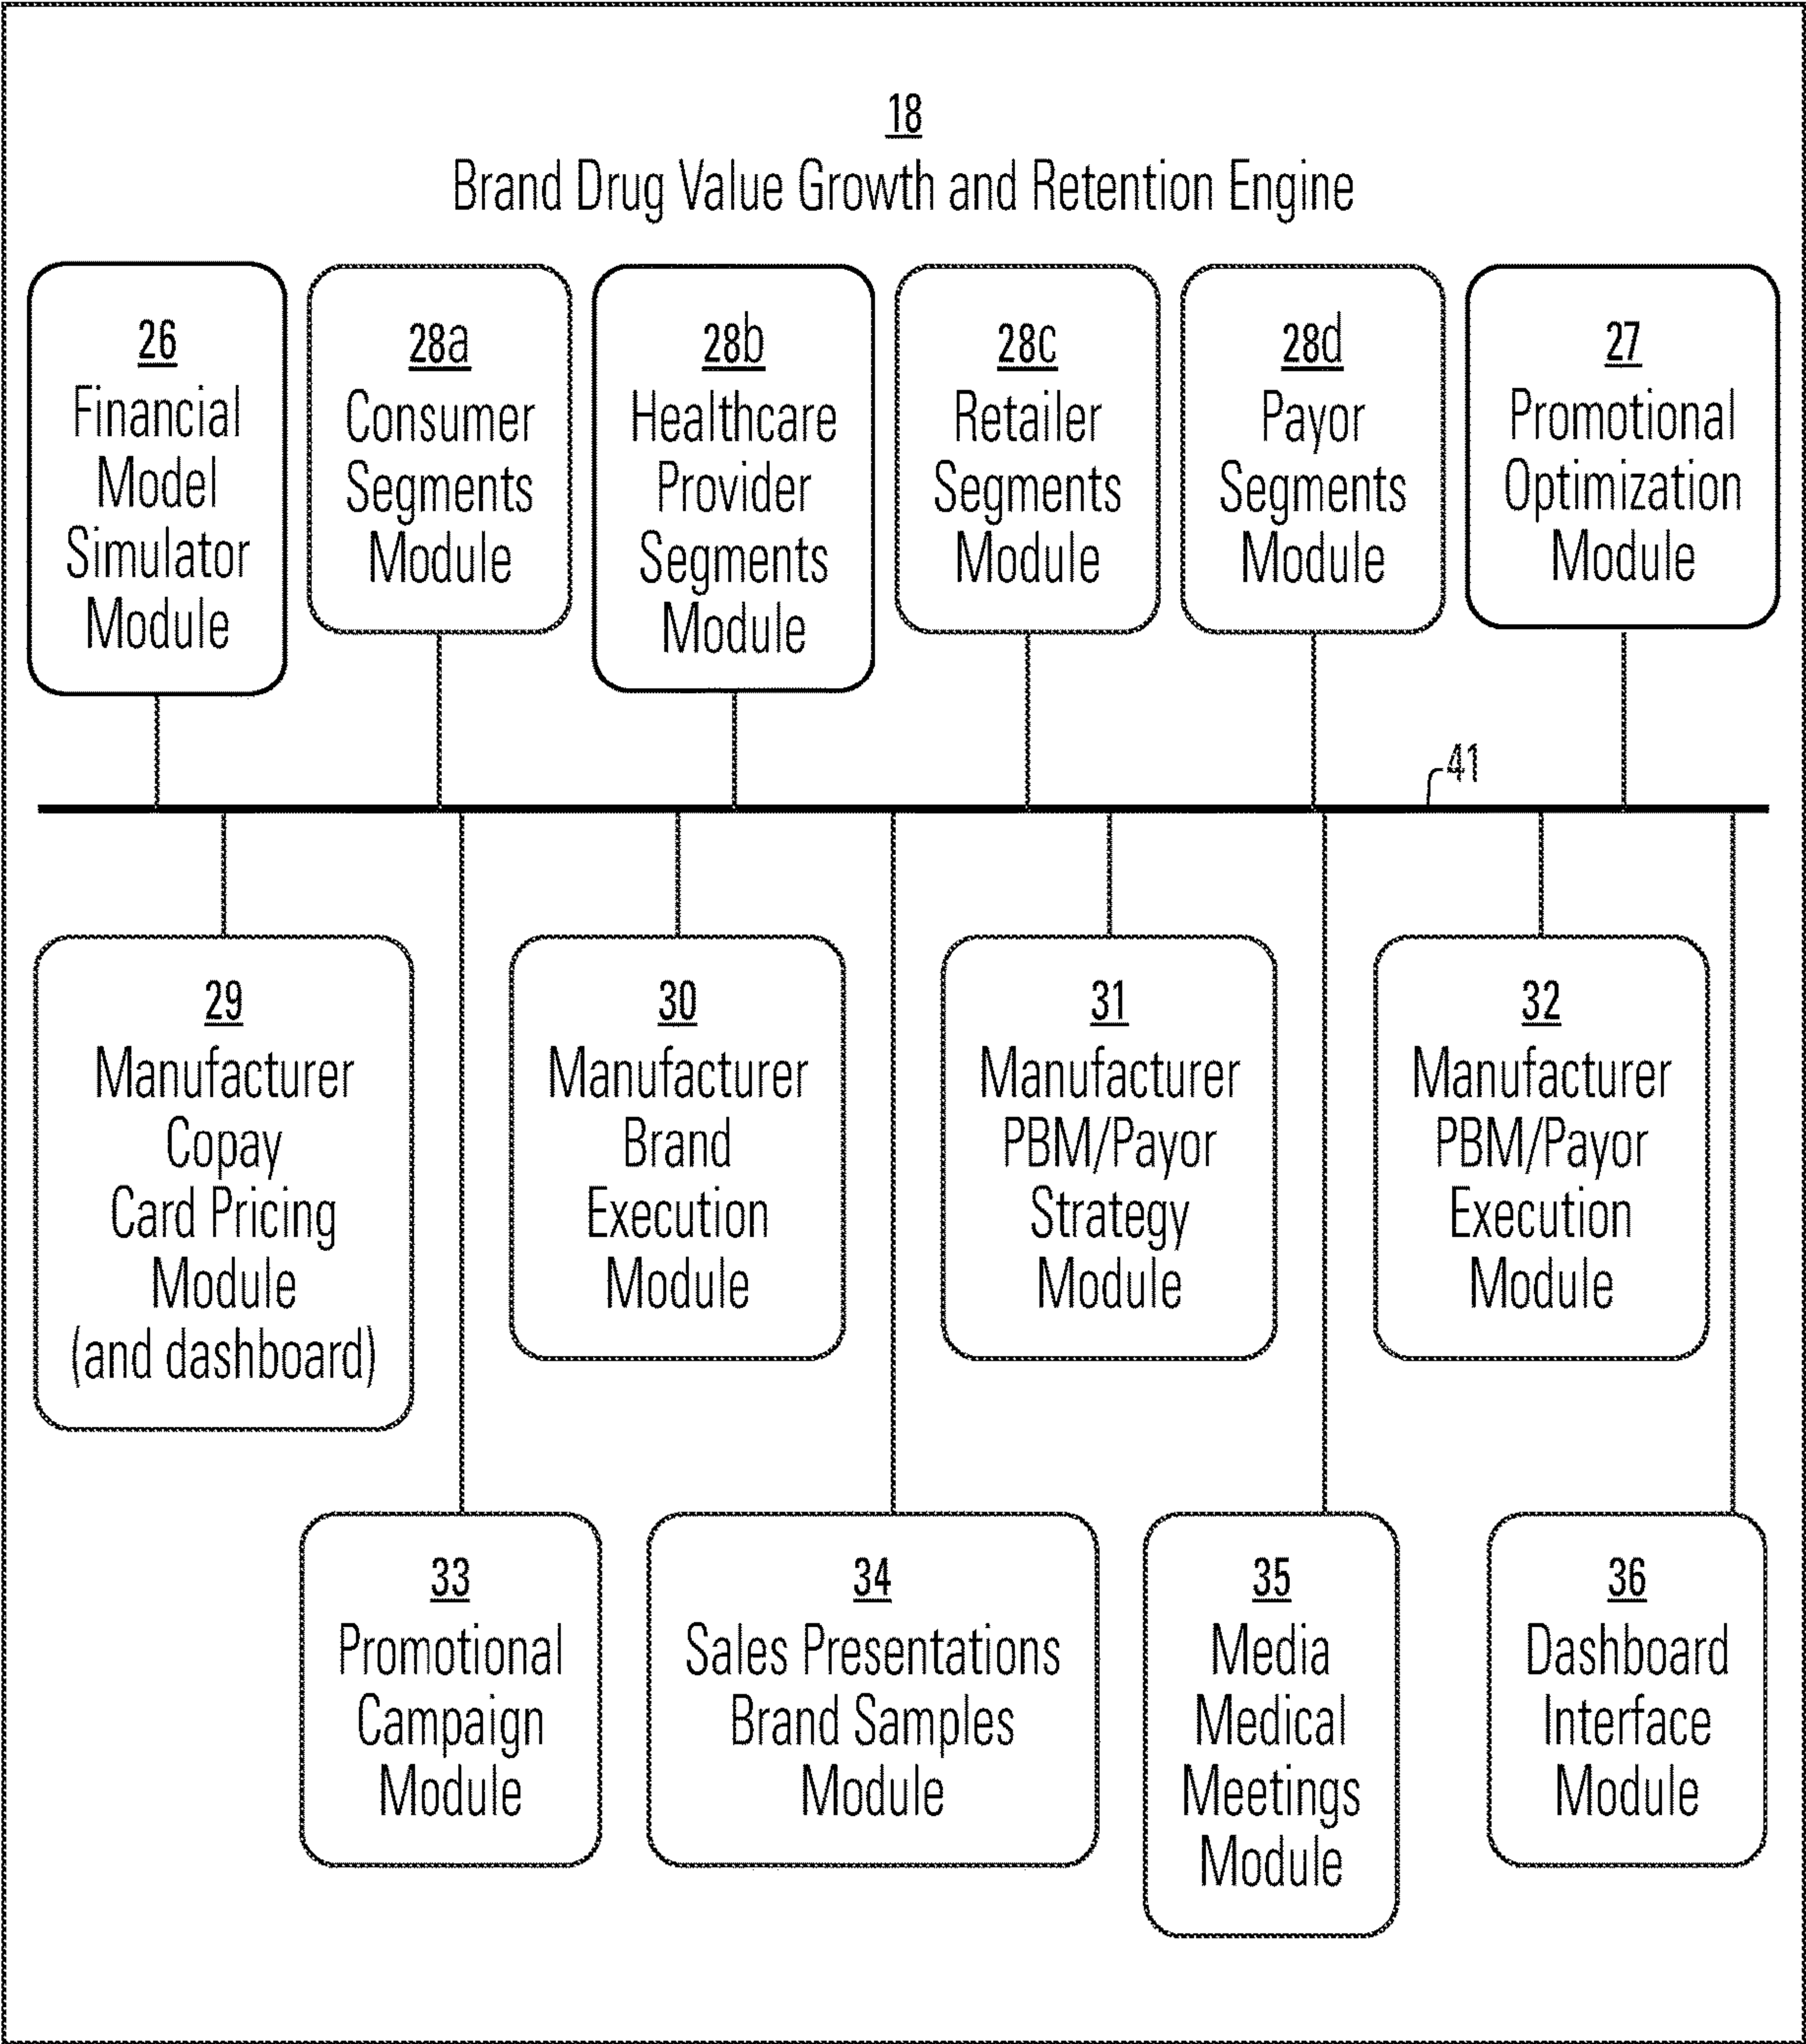 18
Brand Drug Value Growth and Retention Engine
26
Financial
Model
Simulator
Module
28a
Consumer
Segments
Module
28b
Healthcare
Provider
Segments
Module
28c
Retailer
Segments
Module
28d
Payor
Segments
Module
27
Promotional
Optimization
Module
41
29
Manufacturer
Copay
Card Pricing
Module
(and dashboard)
30
Manufacturer
Brand
Execution
Module
31
Manufacturer
PBM/Payor
Strategy
Module
32
Manufacturer
PBM/Payor
Execution
Module
33
Promotional
Campaign
Module
34
Sales Presentations
Brand Samples
Module
35
Media
Medical
Meetings
Module
36
Dashboard
Interface
Module